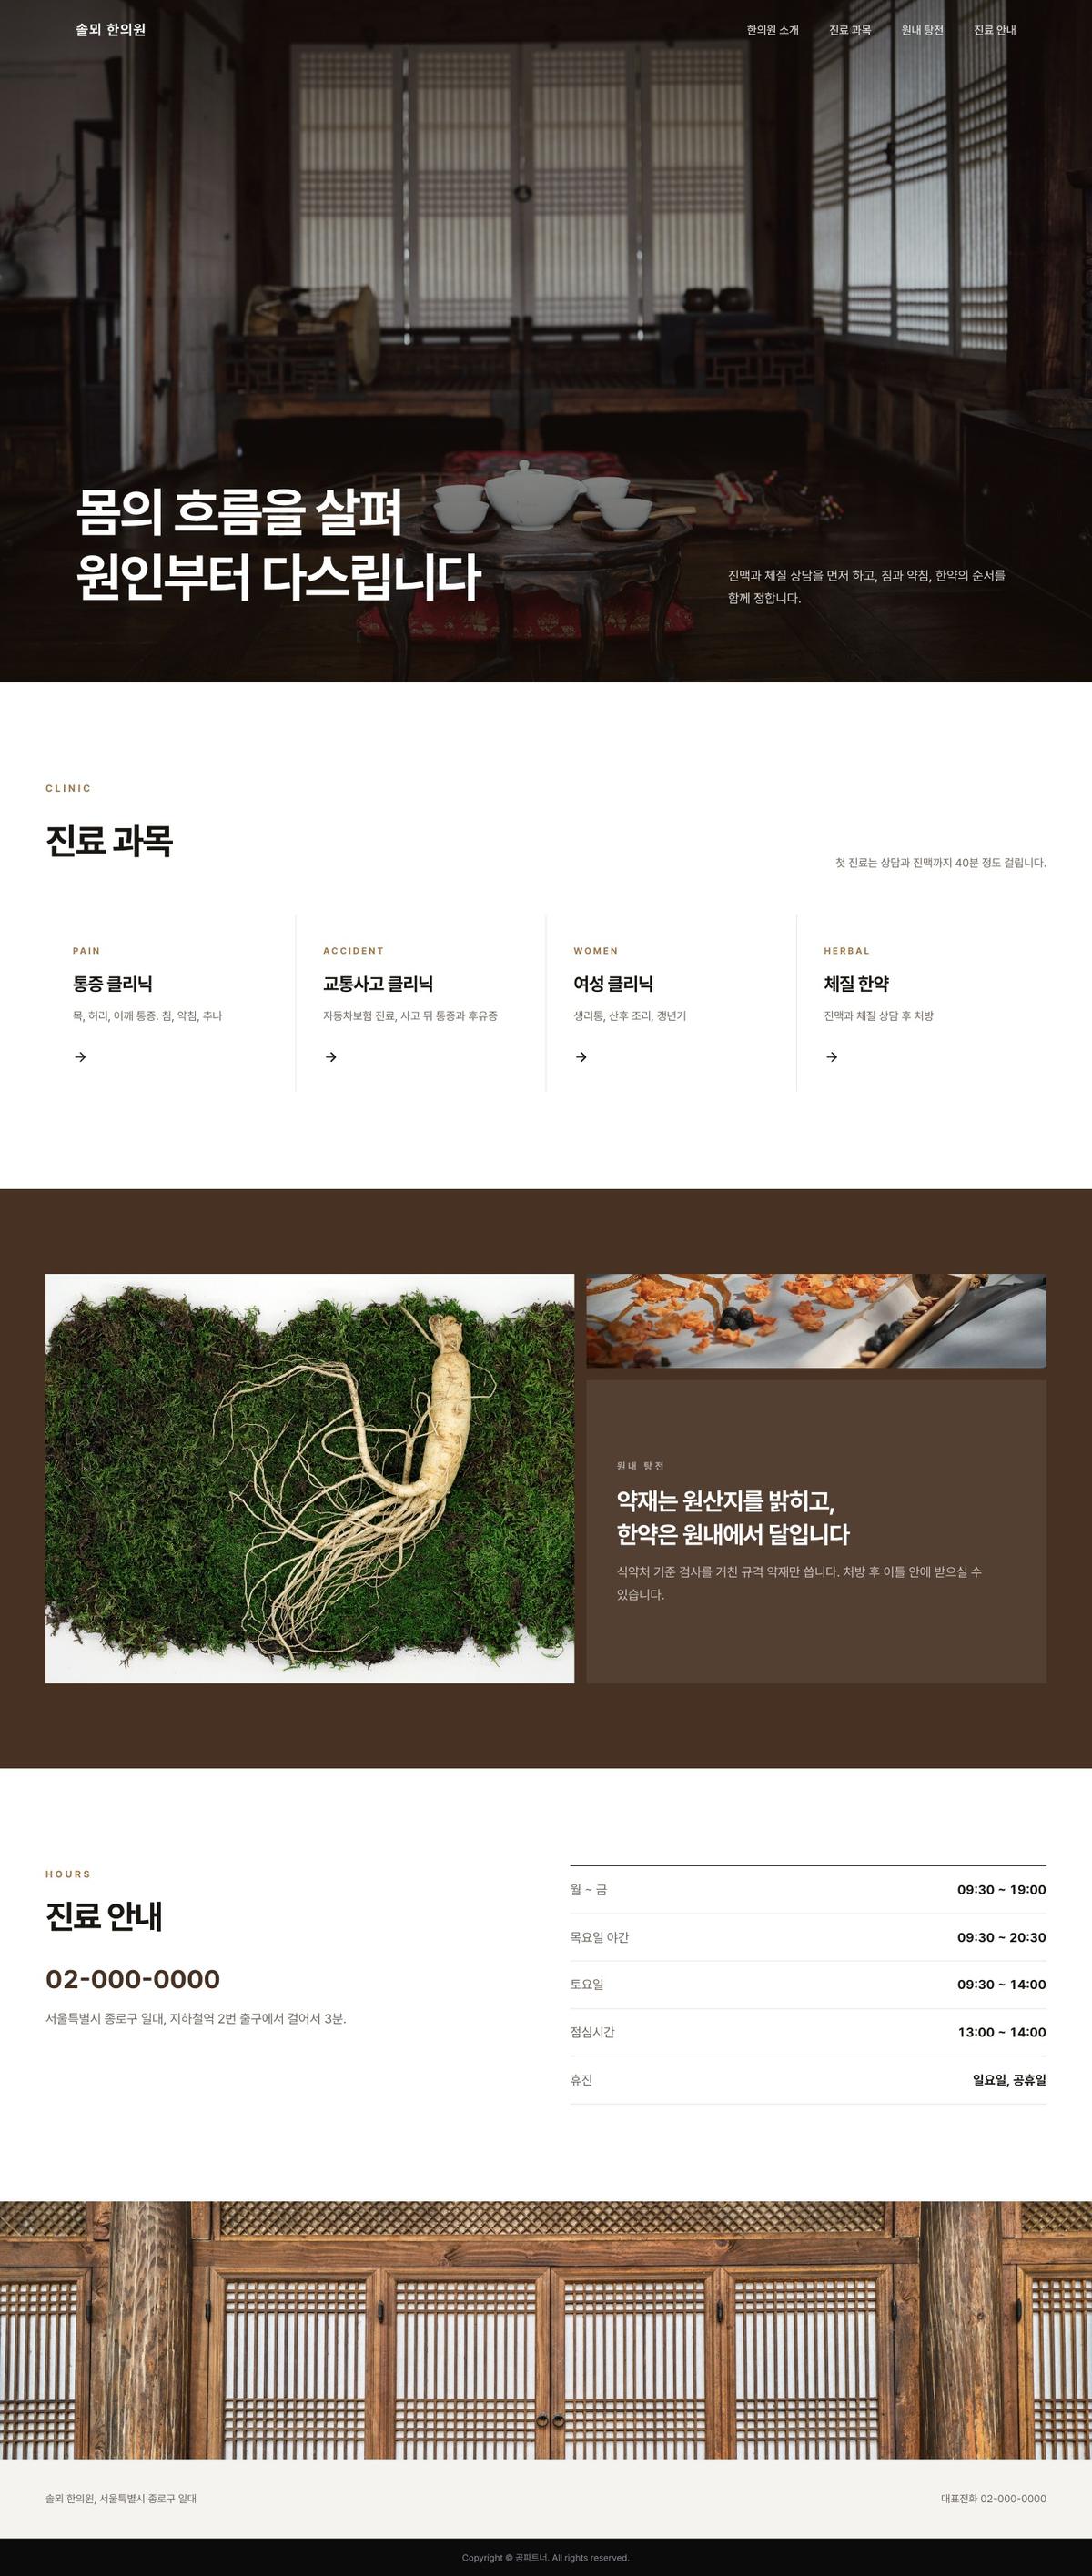 솔뫼 한의원
한의원 소개
진료 과목
원내 탕전
진료 안내
몸의 흐름을 살펴
원인부터 다스립니다
진맥과 체질 상담을 먼저 하고, 침과 약침, 한약의 순서를
함께 정합니다.
CLINIC
진료 과목
첫 진료는 상담과 진맥까지 40분 정도 걸립니다.
PAIN
통증 클리닉
목, 허리, 어깨 통증. 침, 약침, 추나
ACCIDENT
교통사고 클리닉
자동차보험 진료, 사고 뒤 통증과 후유증
WOMEN
여성 클리닉
생리통, 산후 조리, 갱년기
HERBAL
체질 한약
진맥과 체질 상담 후 처방
원내 탕전
약재는 원산지를 밝히고,
한약은 원내에서 달입니다
식약처 기준 검사를 거친 규격 약재만 씁니다. 처방 후 이틀 안에 받으실 수
있습니다.
HOURS
진료 안내
02-000-0000
서울특별시 종로구 일대, 지하철역 2번 출구에서 걸어서 3분.
월 ~ 금 09:30 ~ 19:00
목요일 야간 09:30 ~ 20:30
토요일 09:30 ~ 14:00
점심시간 13:00 ~ 14:00
휴진 일요일, 공휴일
솔뫼 한의원, 서울특별시 종로구 일대
대표전화 02-000-0000
Copyright © 곰파트너. All rights reserved.